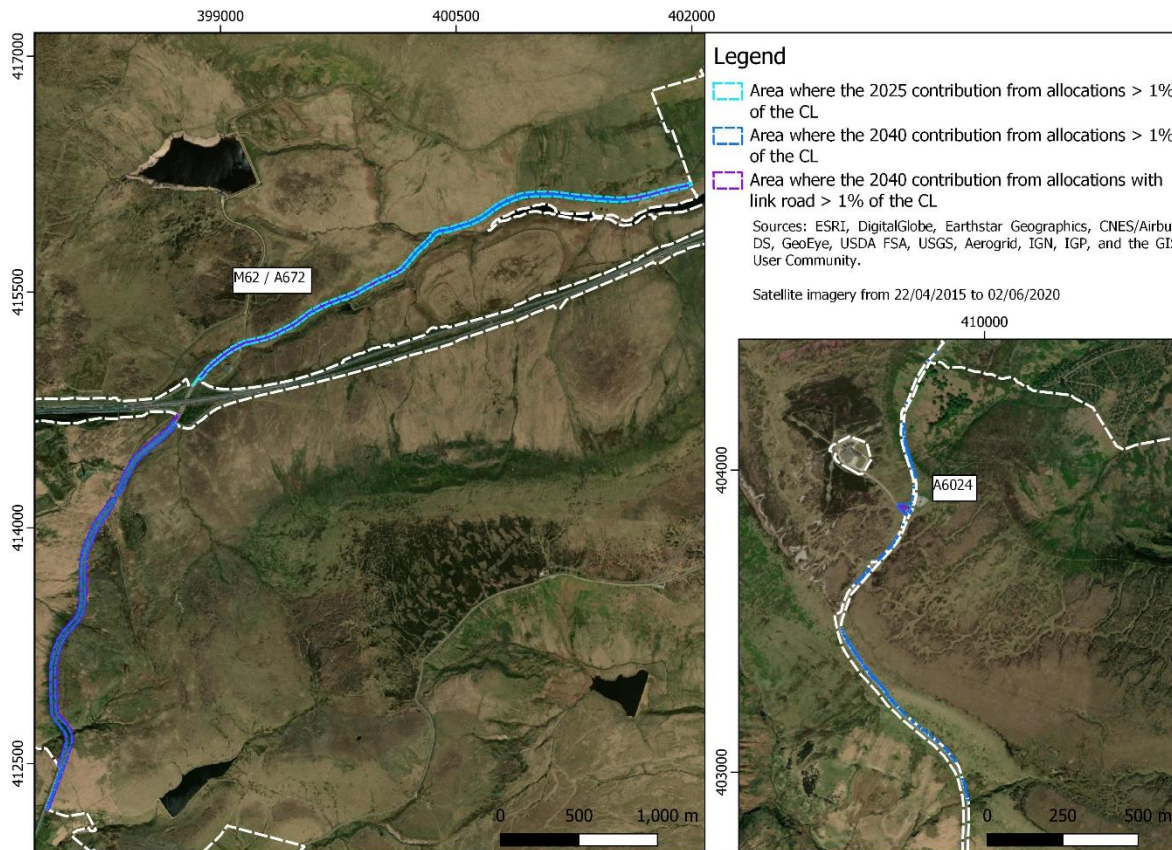 399000
400500
402000
417000
415500
414000
412500
M62 / A672
0
500
1,000 m
Legend
Area where the 2025 contribution from allocations > 1%
of the CL
Area where the 2040 contribution from allocations > 1%
of the CL
Area where the 2040 contribution from allocations with
link road > 1% of the CL
Sources: ESRI, DigitalGlobe, Earthstar Geographics, CNES/Airbu
DS, GeoEye, USDA FSA, USGS, Aerogrid, IGN, IGP, and the GIS
User Community.
Satellite imagery from 22/04/2015 to 02/06/2020
410000
404000
403000
A6024
0
250
500 m